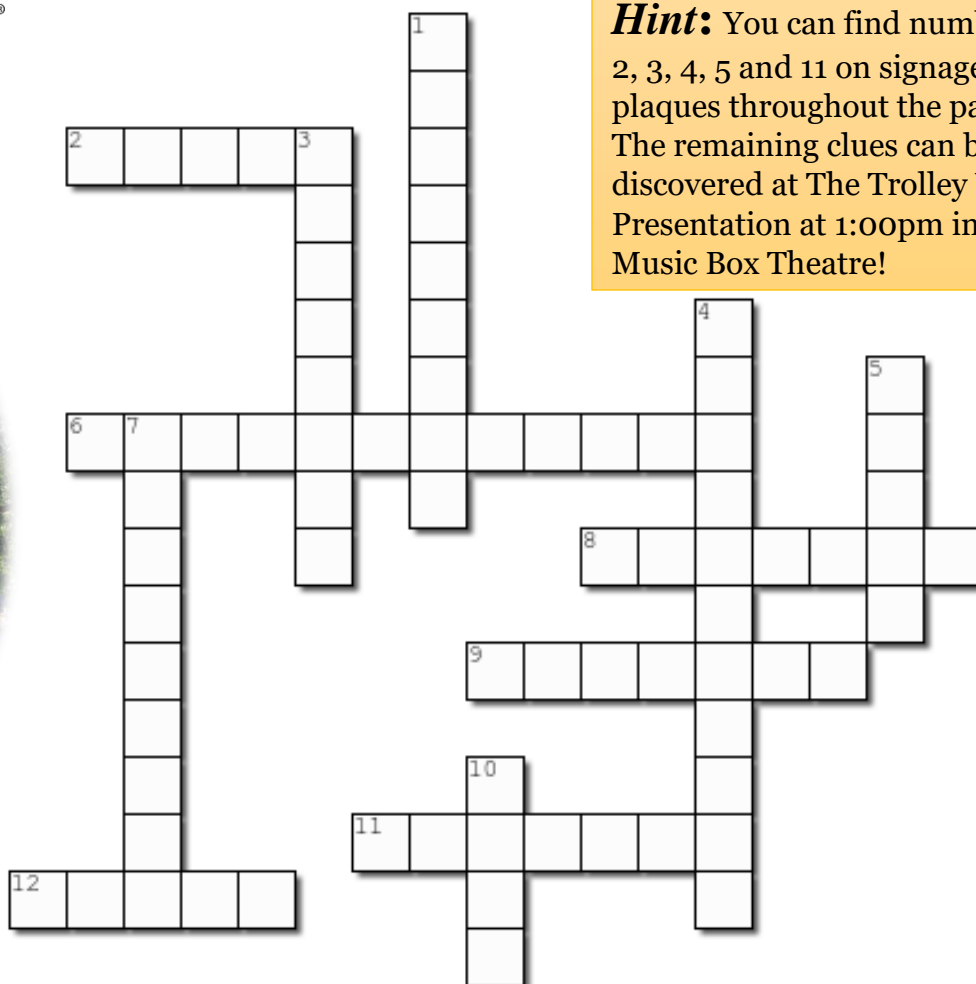 ®
1
Hint: You can find num
2, 3, 4, 5 and 11 on signage
plaques throughout the pa
2
3
The remaining clues can b
discovered at The Trolley
Presentation at 1:00pm in
Music Box Theatre!
4
5
6 7
8
9
10
11
12